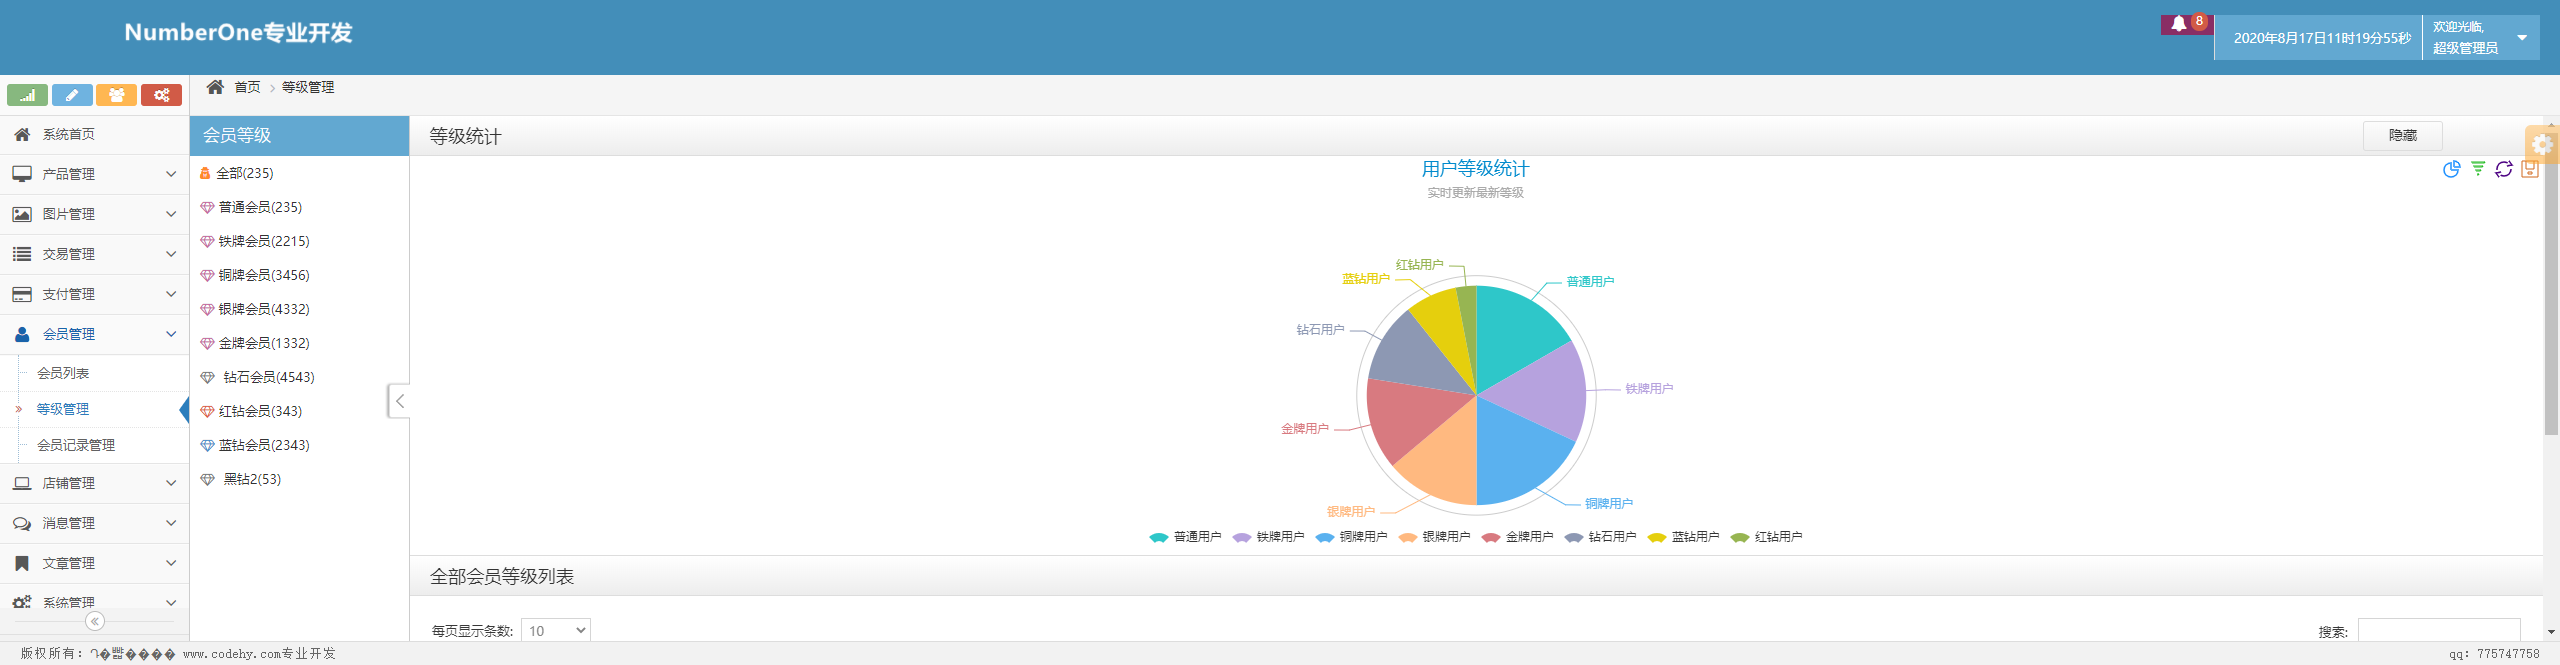 NumberOne专业开发
8
2020年8月17日11时19分55秒
欢迎光临,
超级管理员
首页
等级管理
系统首页
产品管理
图片管理
交易管理
支付管理
会员管理
会员列表
等级管理
会员记录管理
店铺管理
消息管理
文章管理
系统管理
会员等级
全部(235)
普通会员(235)
铁牌会员(2215)
铜牌会员(3456)
银牌会员(4332)
金牌会员(1332)
钻石会员(4543)
红钻会员(343)
蓝钻会员(2343)
黑钻2(53)
等级统计
隐藏
用户等级统计
实时更新最新等级
红钻用户
蓝钻用户
普通用户
钻石用户
铁牌用户
金牌用户
铜牌用户
银牌用户
普通用户 铁牌用户 铜牌用户 银牌用户 金牌用户 钻石用户 蓝钻用户 红钻用户
全部会员等级列表
每页显示条数: 10
搜索:
版权所有: www.codehy.com专业开发
qq: 775747758